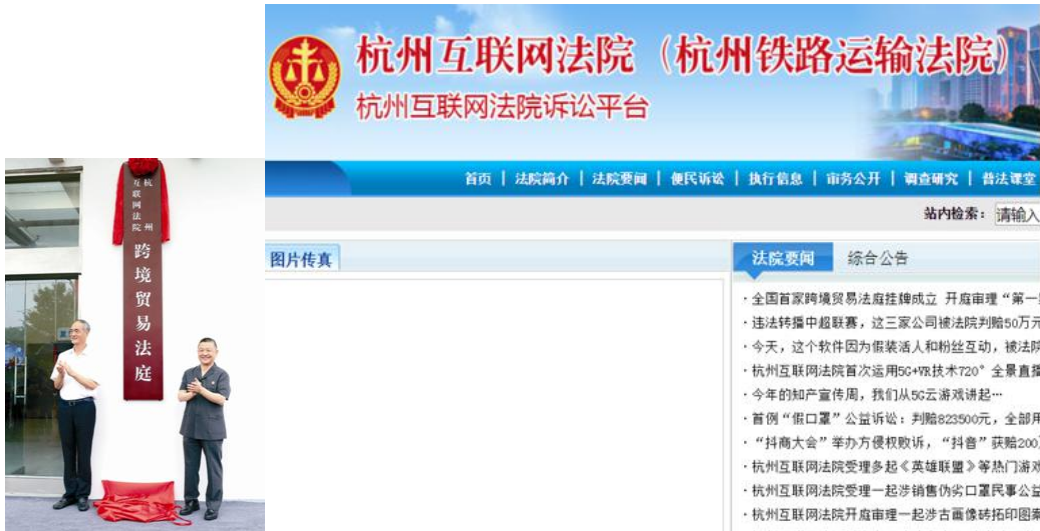 杭州
互联网法院
跨境贸易法庭
杭州互联网法院（杭州铁路运输法院）
杭州互联网法院诉讼平台
首页 | 法院简介 | 法院要闻 | 便民诉讼 | 执行信息 | 审务公开 | 调查研究 | 普法课堂
站内检索： 请输入
图片传真
法院要闻 综合公告
· 全国首家跨境贸易法庭挂牌成立 开庭审理“第一
· 违法转播中超联赛，这三家公司被法院判赔50万元
· 今天，这个软件因为假装活人和粉丝互动，被法院
· 杭州互联网法院首次运用5G+VR技术720°全景直播
· 今年的知产宣传周，我们从5G云游戏讲起…
· 首例“假口罩”公益诉讼：判赔823500元，全部用
· “抖商大会”举办方侵权败诉，“抖音”获赔200
· 杭州互联网法院受理多起《英雄联盟》等热门游戏
· 杭州互联网法院受理一起涉销售伪劣口罩民事公益
· 杭州互联网法院开庭审理一起涉古画像砖拓印图案